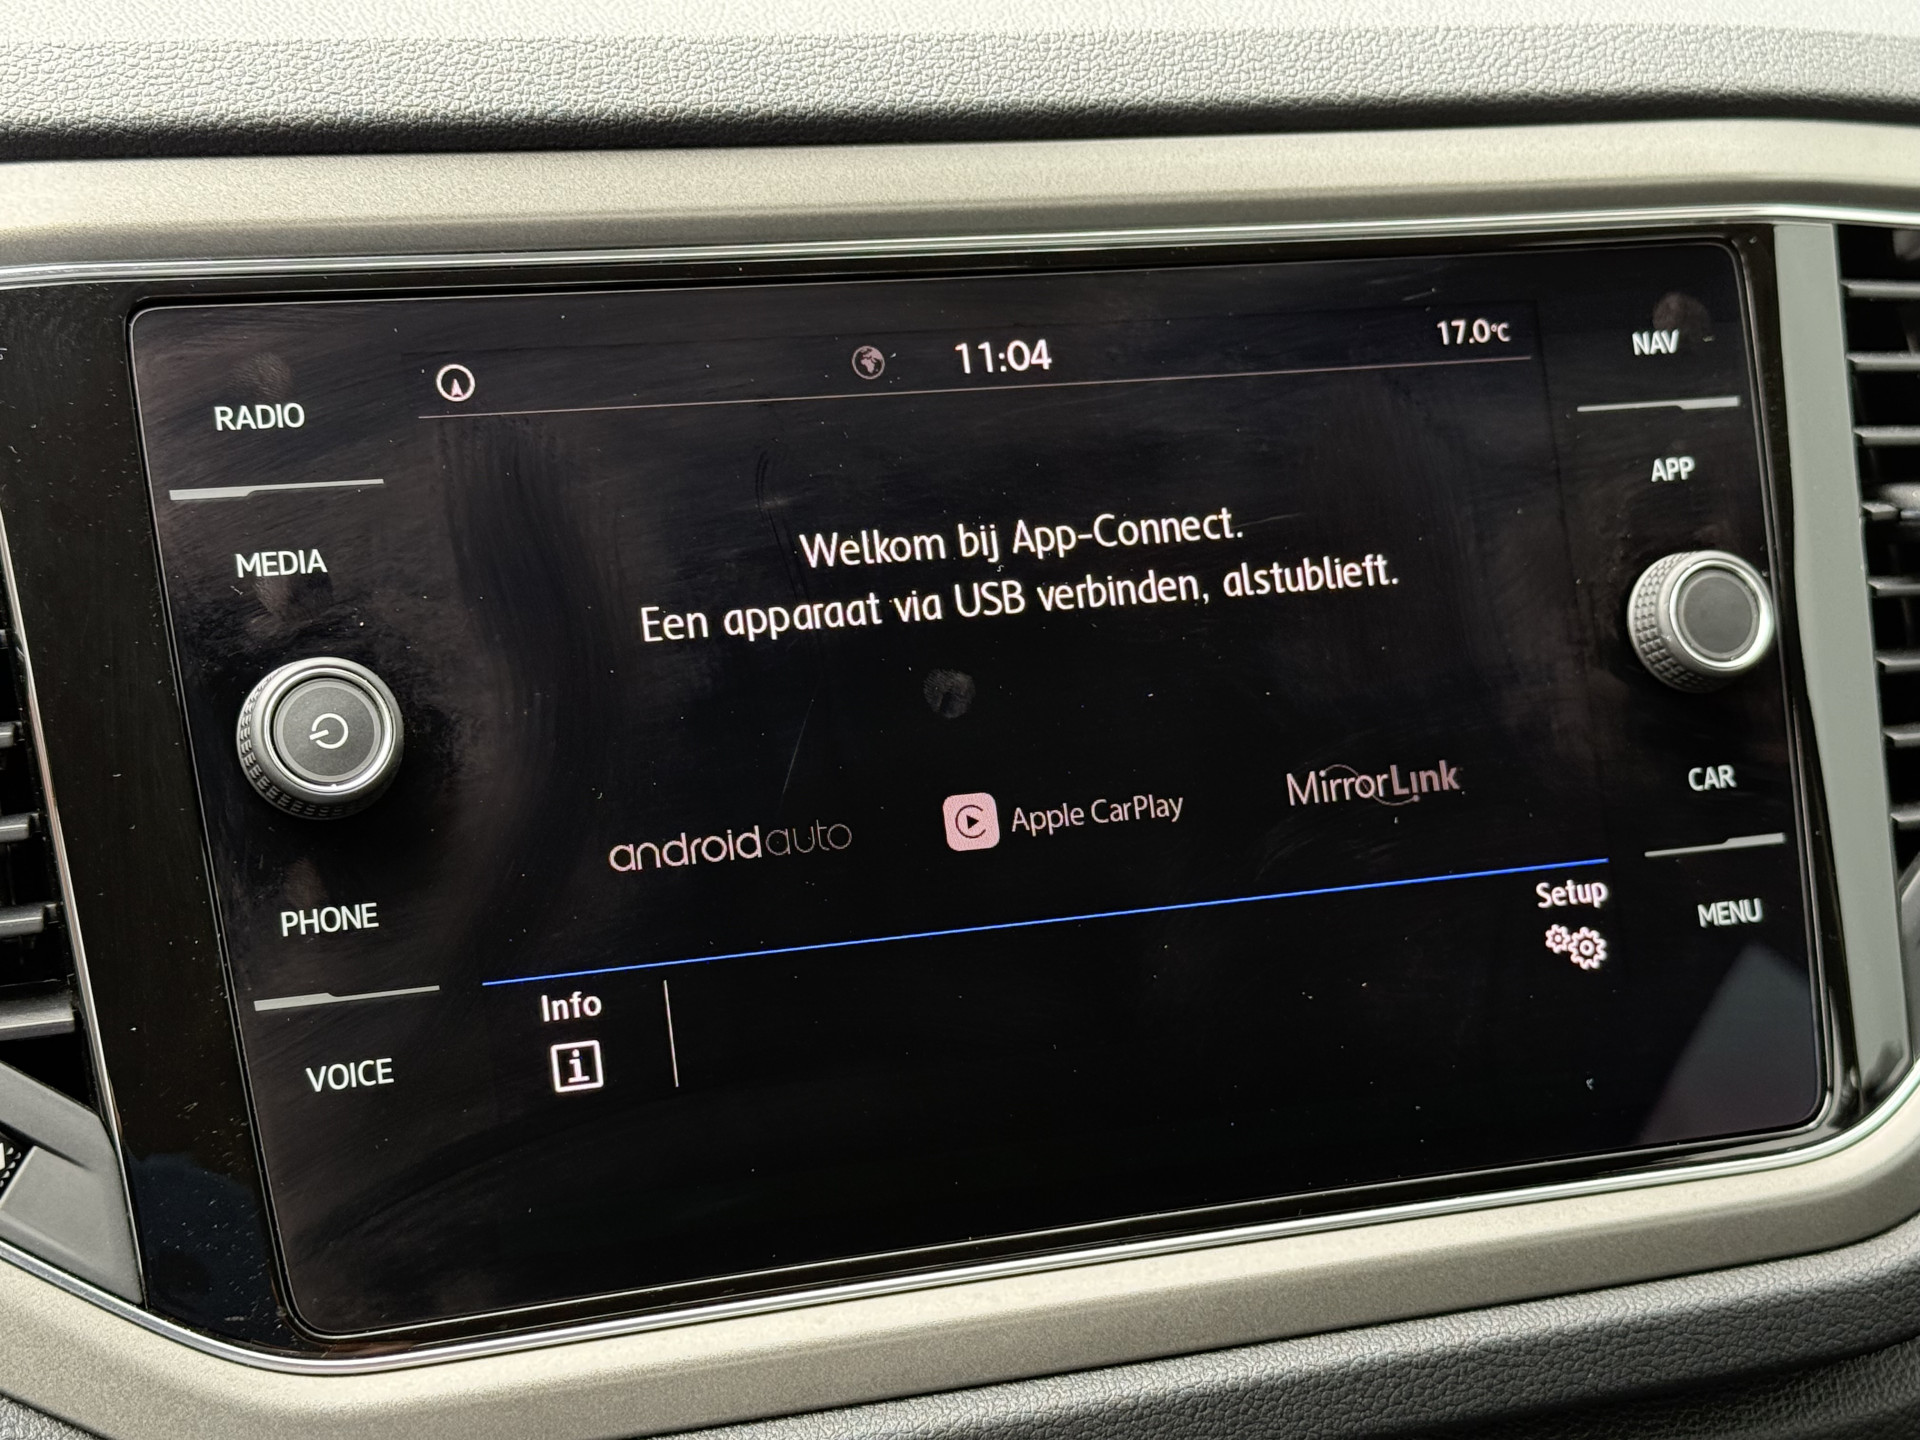 11:04
17.0°C
RADIO
MEDIA
PHONE
VOICE
Welkom bij App-Connect.
Een apparaat via USB verbinden, alstublieft.
androidauto
Apple CarPlay
MirrorLink
Info
i
Setup
NAV
APP
CAR
MENU